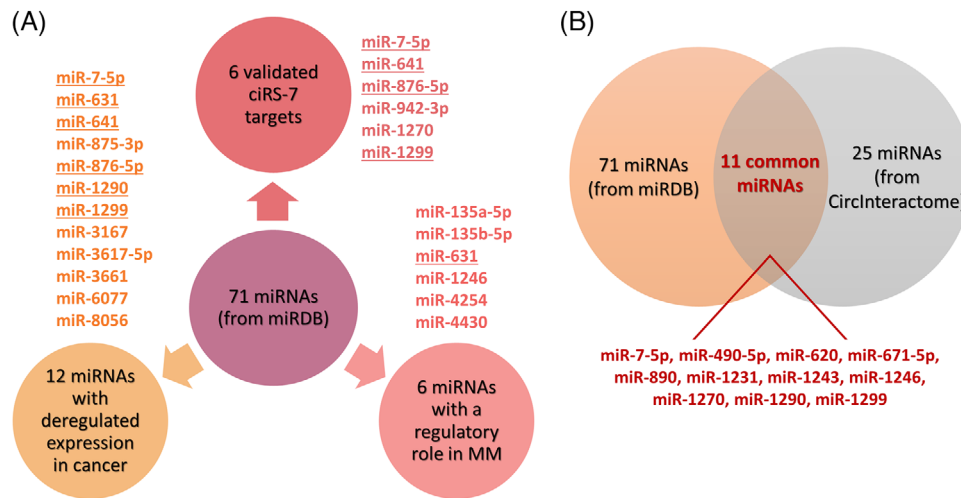 (A)
miR-7-5p
miR-631
miR-641
miR-875-3p
miR-876-5p
miR-1290
miR-1299
miR-3167
miR-3617-5p
miR-3661
miR-6077
miR-8056
6 validated
ciRS-7
targets
miR-7-5p
miR-641
miR-876-5p
miR-942-3p
miR-1270
miR-1299
miR-135a-5p
miR-135b-5p
miR-631
miR-1246
miR-4254
miR-4430
71 miRNAs
(from miRDB)
12 miRNAs
with
deregulated
expression
in cancer
6 miRNAs
with a
regulatory
role in MM
(B)
71 miRNAs
(from miRDB)
11 common
miRNAs
25 miRNAs
(from
CircInteractome)
miR-7-5p, miR-490-5p, miR-620, miR-671-5p,
miR-890, miR-1231, miR-1243, miR-1246,
miR-1270, miR-1290, miR-1299